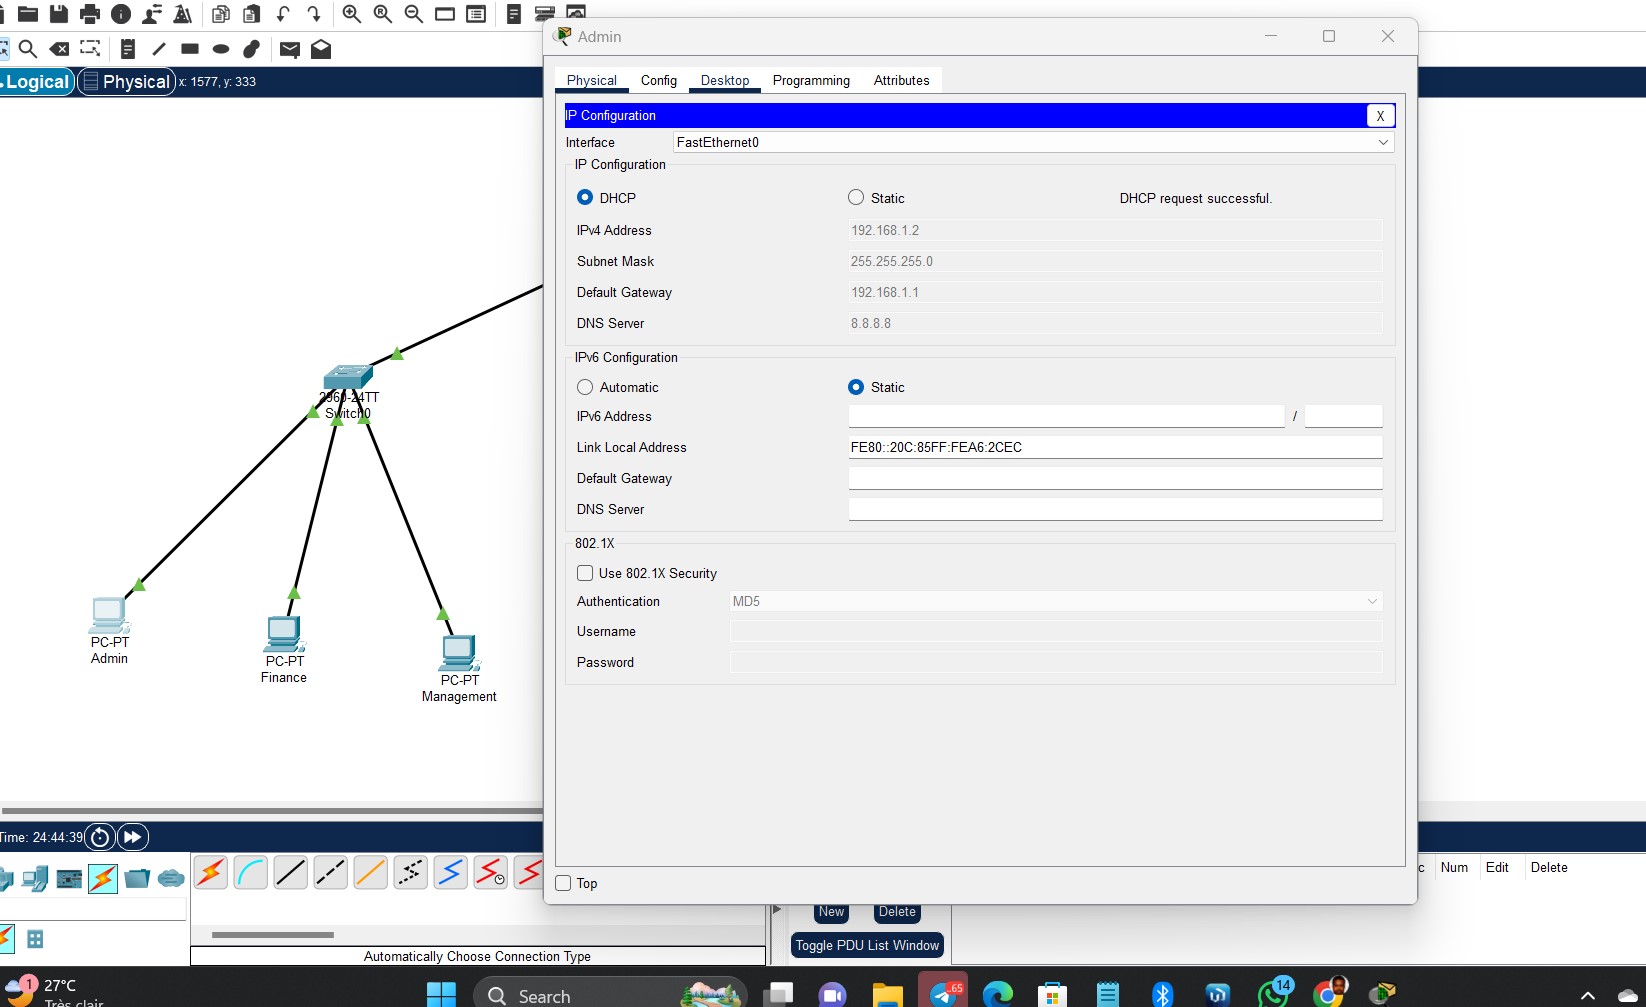 Admin
Logical
Physical
x: 1577, y: 333
Physical
Config
Desktop
Programming
Attributes
IP Configuration
X
Interface
FastEthernet0
IP Configuration
DHCP
Static
DHCP request successful.
IPv4 Address
192.168.1.2
Subnet Mask
255.255.255.0
Default Gateway
192.168.1.1
DNS Server
8.8.8.8
IPv6 Configuration
Automatic
Static
IPv6 Address
/
Link Local Address
FE80::20C:85FF:FEA6:2CEC
Default Gateway
DNS Server
802.1X
Use 802.1X Security
Authentication
MD5
Username
Password
Top
2960-24TT
Switch0
PC-PT
Admin
PC-PT
Finance
PC-PT
Management
Time: 24:44:39
Num
Edit
Delete
New
Delete
Toggle PDU List Window
Automatically Choose Connection Type
1
27°C
Très clair
Search
65
14